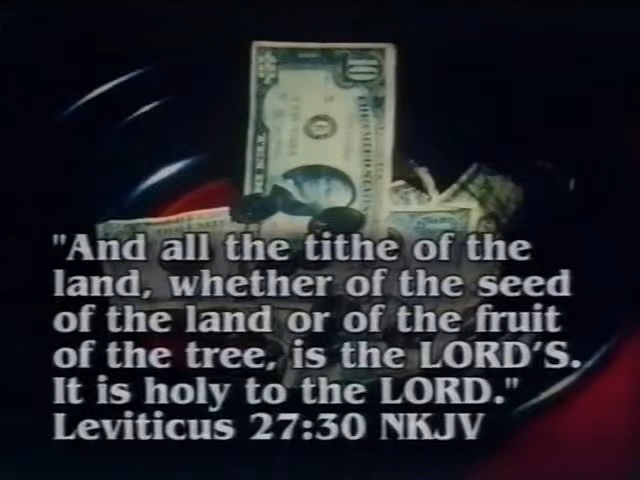 10
"And all the tithe of the
land, whether of the seed
of the land or of the fruit
of the tree, is the LORD'S.
It is holy to the LORD."
Leviticus 27:30 NKJV